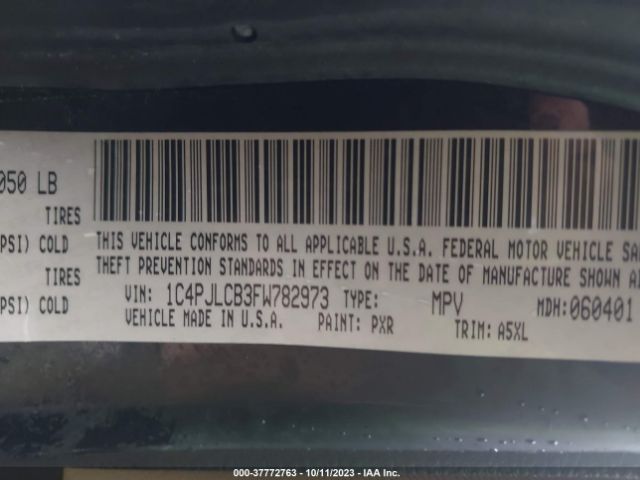 050 LB
TIRES
PSI) COLD
TIRES
PSI) COLD
THIS VEHICLE CONFORMS TO ALL APPLICABLE U.S.A. FEDERAL MOTOR VEHICLE SA
THEFT PREVENTION STANDARDS IN EFFECT ON THE DATE OF MANUFACTURE SHOWN A
VIN: 1C4PJLCB3FW782973 TYPE: MPV MDH:060401
VEHICLE MADE IN U.S.A. PAINT: PXR TRIM: A5XL
000-37772763 - 10/11/2023 - IAA Inc.